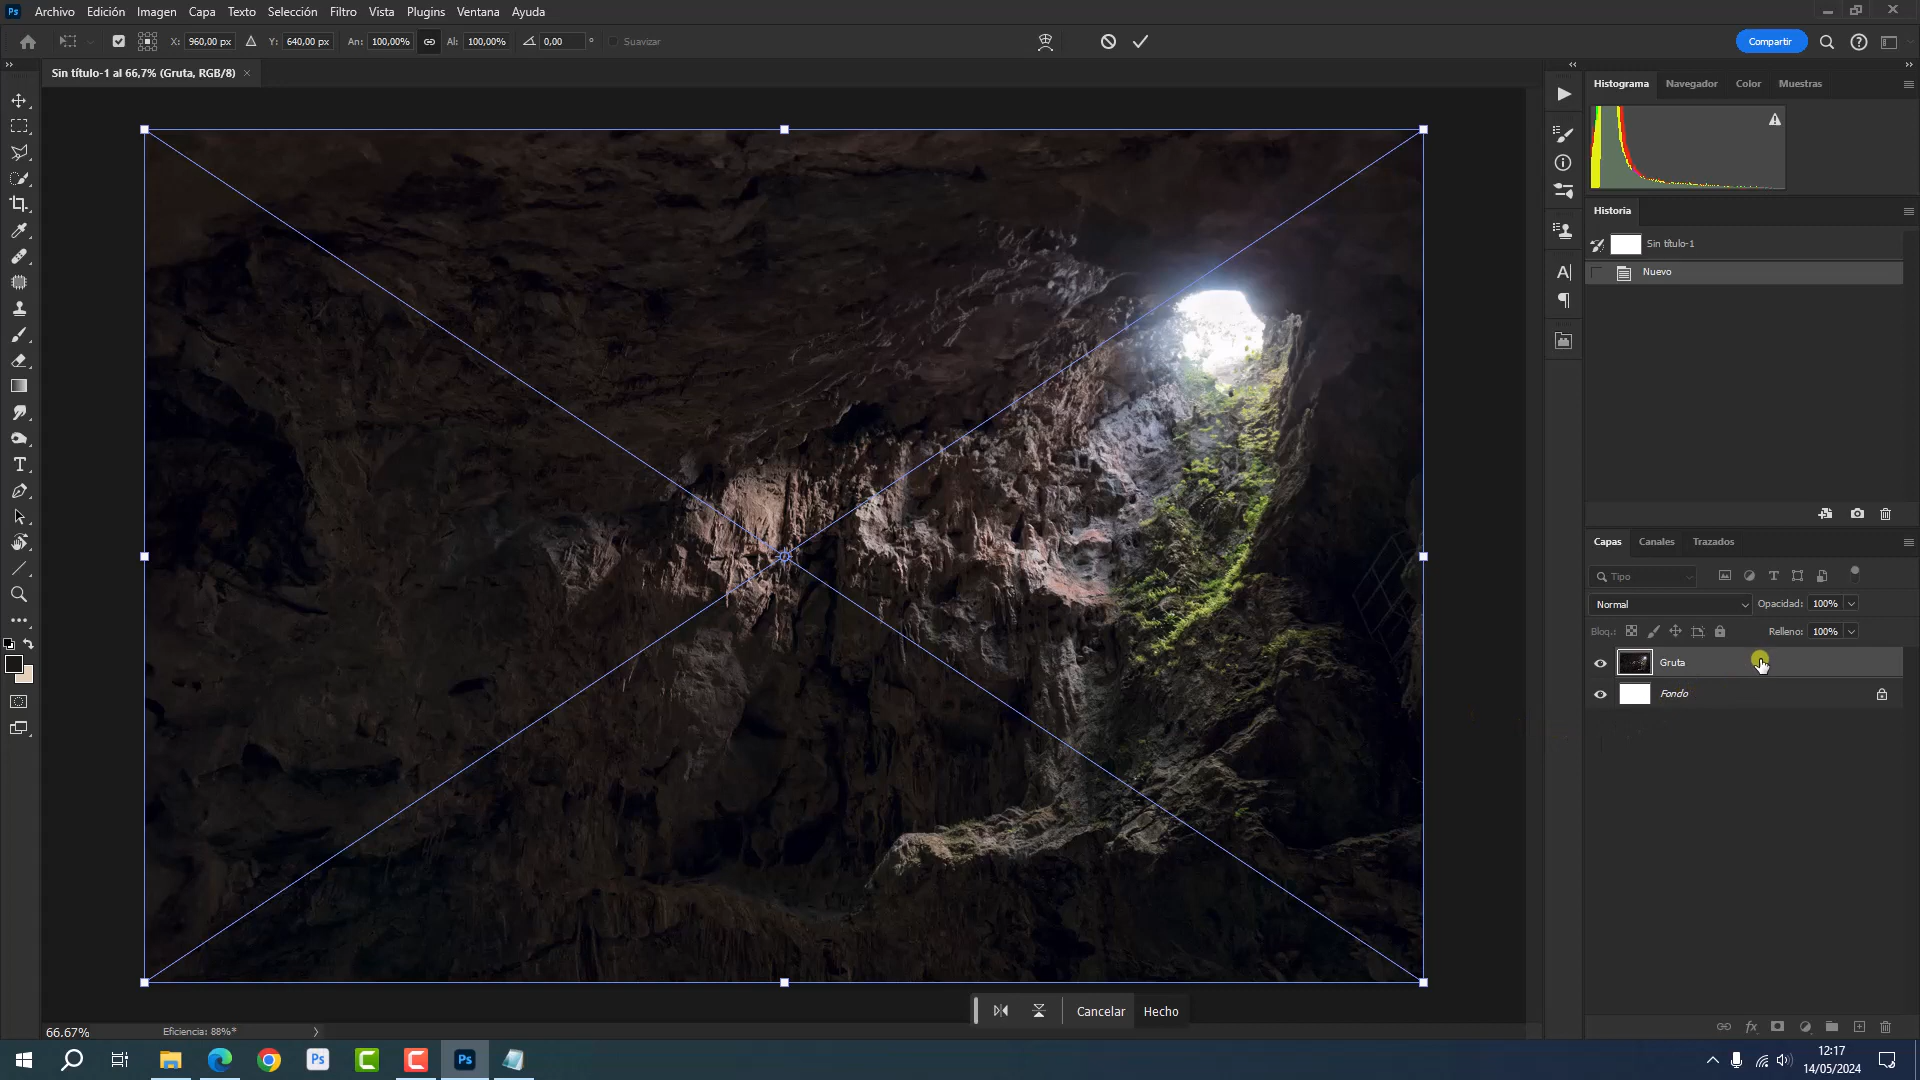 Ps Archivo Edición Imagen Capa Texto Selección Filtro Vista Plugins Ventana Ayuda
X: 960,00 px Y: 640,00 px An: 100,00% Al: 100,00% 0,00 ° Suavizar Compartir
Sin título-1 al 66,7% (Gruta, RGB/8) ×
Histograma Navegador Color Muestras
Historia
Sin título-1
Nuevo
Capas Canales Trazados
Tipo
Normal Opacidad: 100%
Bloq.: Relleno: 100%
Gruta
Fondo
Cancelar Hecho
66.67% Eficiencia: 88%*
Ps Ps
12:17
14/05/2024